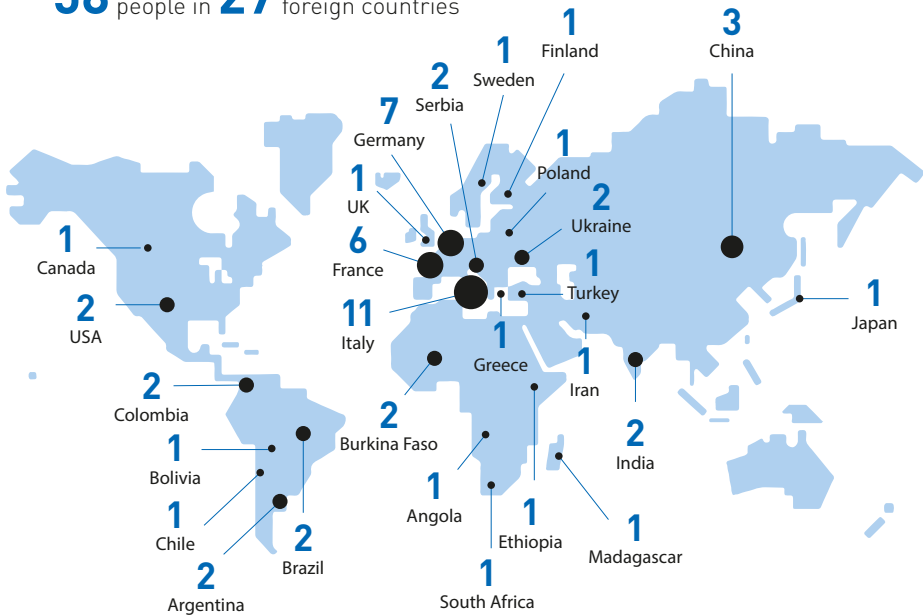 58 people in 27 foreign countries
1
Finland
3
China
1
Sweden
2
Serbia
7
Germany
1
Poland
1
UK
2
Ukraine
6
France
1
Canada
1
Turkey
2
USA
11
Italy
1
Japan
1
Greece
1
Iran
2
Colombia
2
Burkina Faso
2
India
1
Bolivia
1
Angola
1
Chile
1
Ethiopia
1
Madagascar
2
Brazil
2
Argentina
1
South Africa